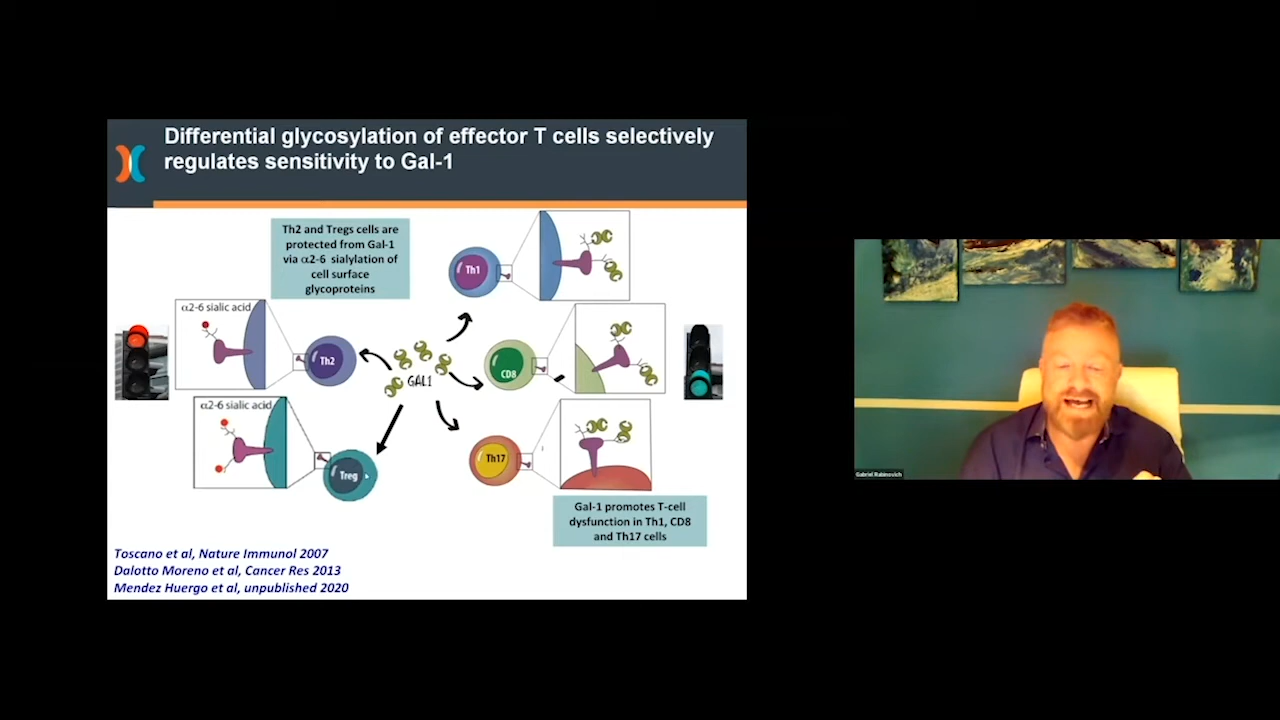 Differential glycosylation of effector T cells selectively
regulates sensitivity to Gal-1
Th2 and Tregs cells are
protected from Gal-1
via α2-6 sialylation of
cell surface
glycoproteins
Th1
α2-6 sialic acid
Th2
GAL1
CD8
α2-6 sialic acid
Treg
Th17
Gal-1 promotes T-cell
dysfunction in Th1, CD8
and Th17 cells
Toscano et al, Nature Immunol 2007
Dalotto Moreno et al, Cancer Res 2013
Mendez Huergo et al, unpublished 2020
Gabriel Rabinovich